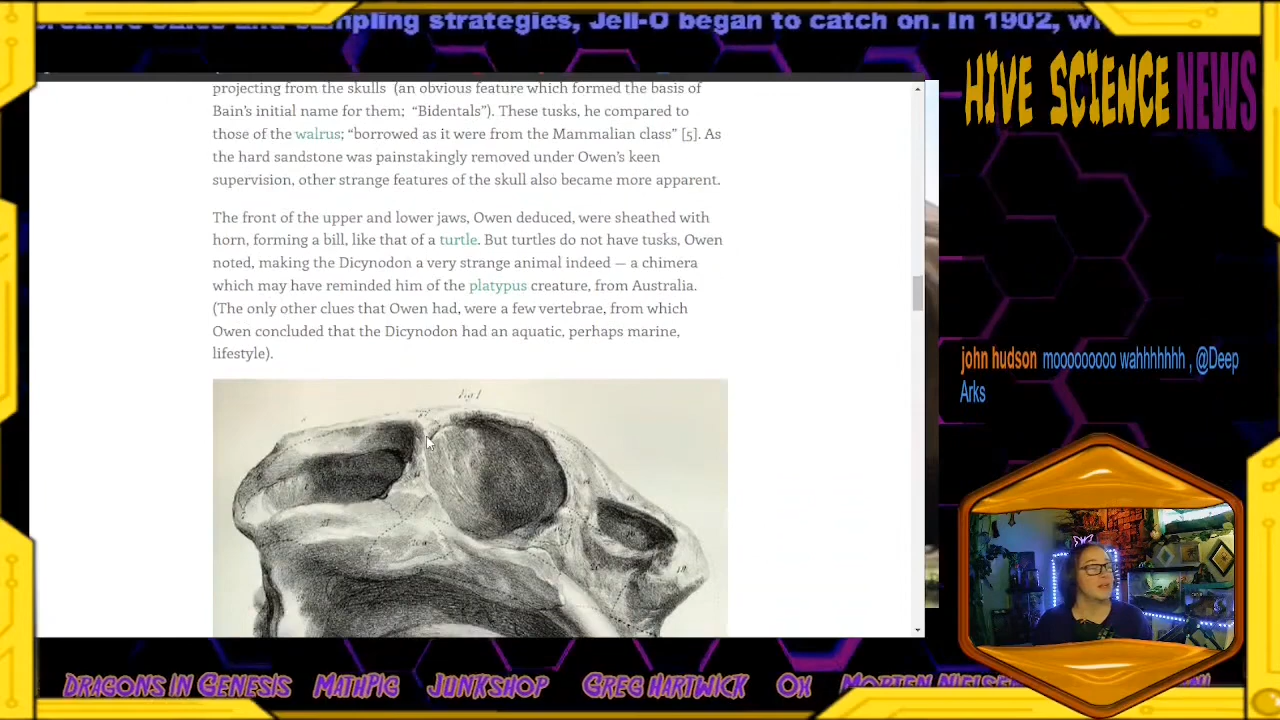 sampling strategies, Jell-O began to catch on. In 1902, w
HIVE SCIENCE NEWS
projecting from the skulls (an obvious feature which formed the basis of
Bain's initial name for them; “Bidentals”). These tusks, he compared to
those of the walrus; “borrowed as it were from the Mammalian class” [5]. As
the hard sandstone was painstakingly removed under Owen's keen
supervision, other strange features of the skull also became more apparent.
The front of the upper and lower jaws, Owen deduced, were sheathed with
horn, forming a bill, like that of a turtle. But turtles do not have tusks, Owen
noted, making the Dicynodon a very strange animal indeed — a chimera
which may have reminded him of the platypus creature, from Australia.
(The only other clues that Owen had, were a few vertebrae, from which
Owen concluded that the Dicynodon had an aquatic, perhaps marine,
lifestyle).
fig 1
john hudson mooooooooo wahhhhhhh , @Deep
Arks
Dragons in Genesis MathPig Junkshop Greg Hartwick Ox Morten Nielse